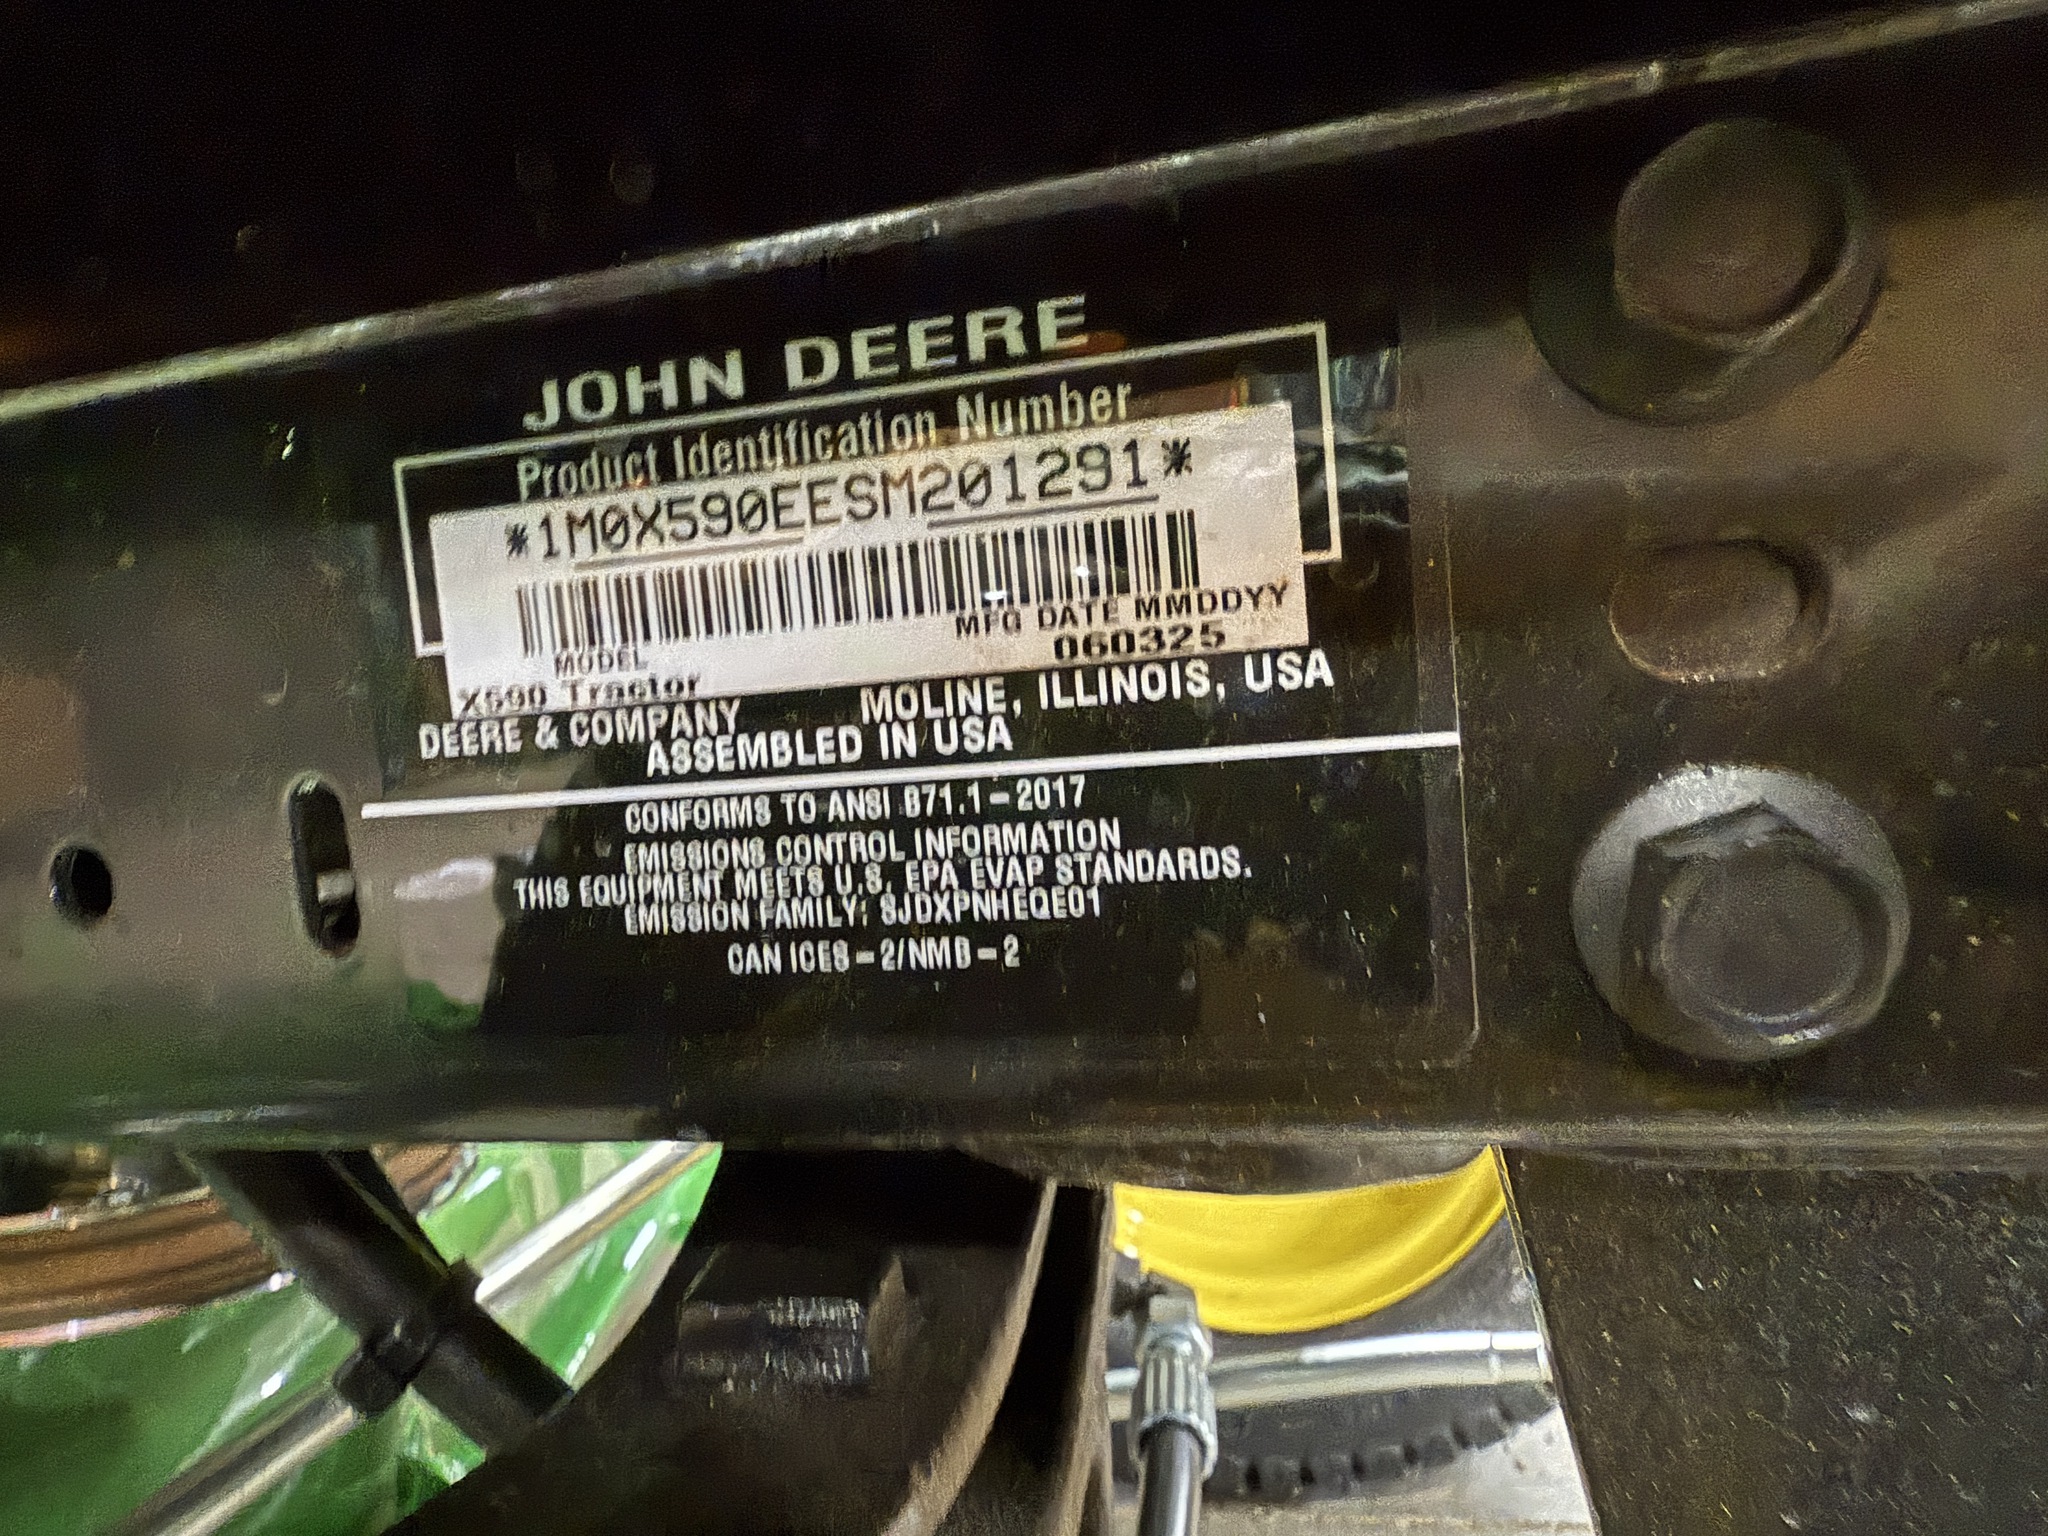 JOHN DEERE
Product Identification Number
*1M0X590EESM201291*
MFG DATE MMDDYY
060325
MODEL
X590 Tractor
DEERE & COMPANY MOLINE, ILLINOIS, USA
ASSEMBLED IN USA
CONFORMS TO ANSI B71.1-2017
EMISSIONS CONTROL INFORMATION
THIS EQUIPMENT MEETS U.S. EPA EVAP STANDARDS.
EMISSION FAMILY: SJDXPNHEQE01
CAN ICES-2/NMB-2